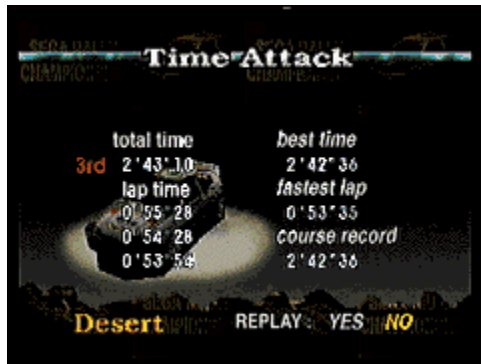 Time Attack
total time
3rd 2'43"10
lap time
0'55"28
0'54"28
0'53"54
best time
2'42"36
fastest lap
0'53"35
course record
2'42"36
Desert
REPLAY : YES NO